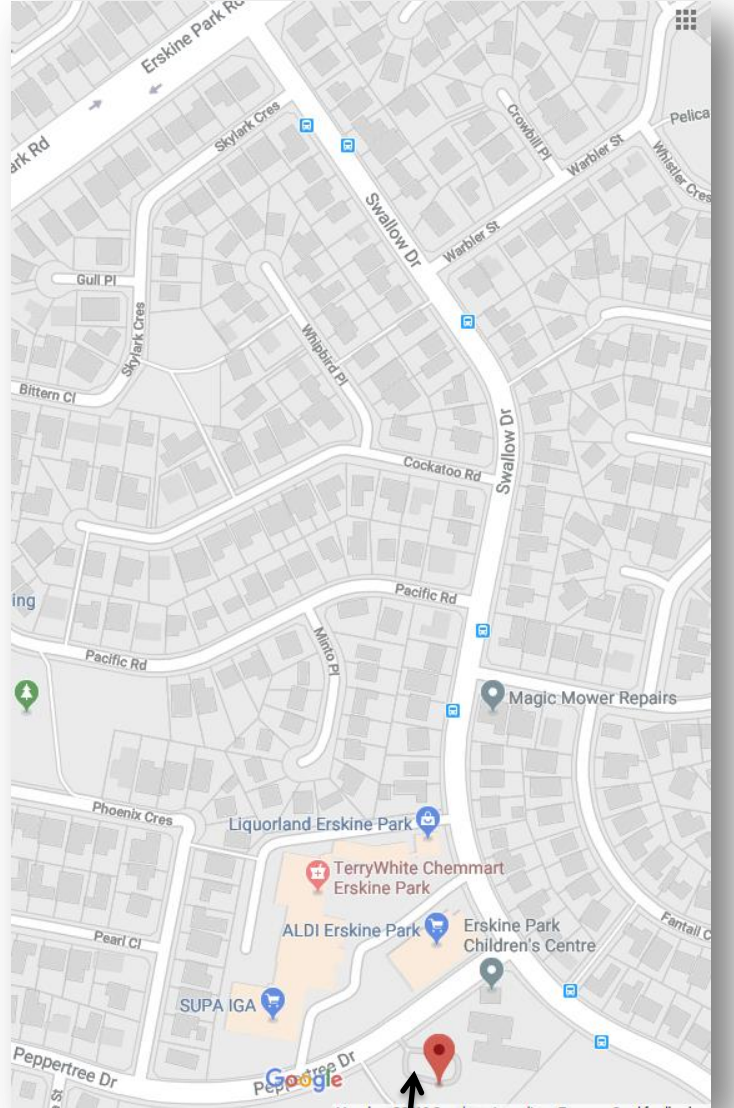 Erskine Park Rd
ark Rd
Skylark Cres
Crowbill Pl
Pelica
Warbler St
Whistler Cres
Swallow Dr
Warbler St
Gull Pl
Skylark Cres
Whipbird Pl
Bittern Cl
Swallow Dr
Cockatoo Rd
ing
Pacific Rd
Minto Pl
Pacific Rd
Magic Mower Repairs
Phoenix Cres
Liquorland Erskine Park
TerryWhite Chemmart
Erskine Park
Pearl Cl
ALDI Erskine Park
Erskine Park
Children's Centre
Fantail C
SUPA IGA
Peppertree Dr
Peppertree Dr
Google